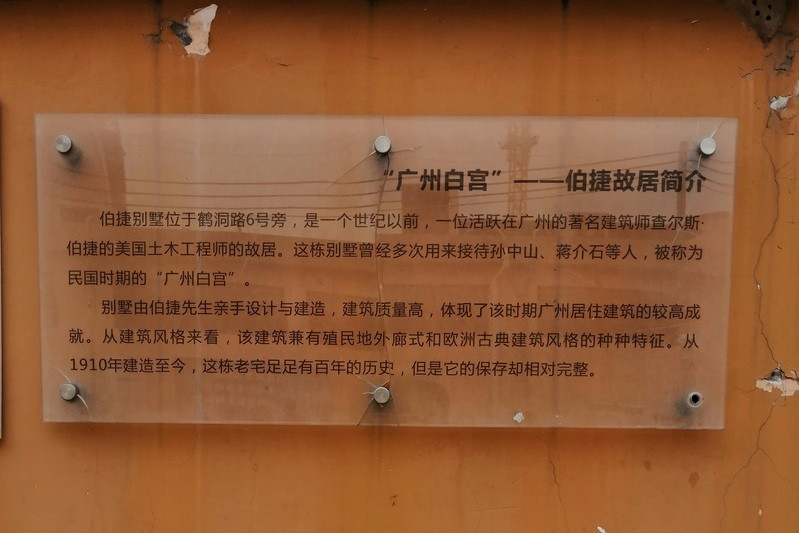 “广州白宫”——伯捷故居简介
伯捷别墅位于鹤洞路6号旁，是一个世纪以前，一位活跃在广州的著名建筑师查尔斯·
伯捷的美国土木工程师的故居。这栋别墅曾经多次用来接待孙中山、蒋介石等人，被称为
民国时期的“广州白宫”。
别墅由伯捷先生亲手设计与建造，建筑质量高，体现了该时期广州居住建筑的较高成
就。从建筑风格来看，该建筑兼有殖民地外廊式和欧洲古典建筑风格的种种特征。从
1910年建造至今，这栋老宅足足有百年的历史，但是它的保存却相对完整。